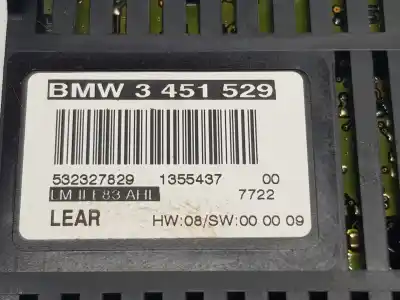 BMW 3 451 529
532327829 1355437 00
LM II E83 AHL 7722
LEAR HW:08/SW:00 00 09